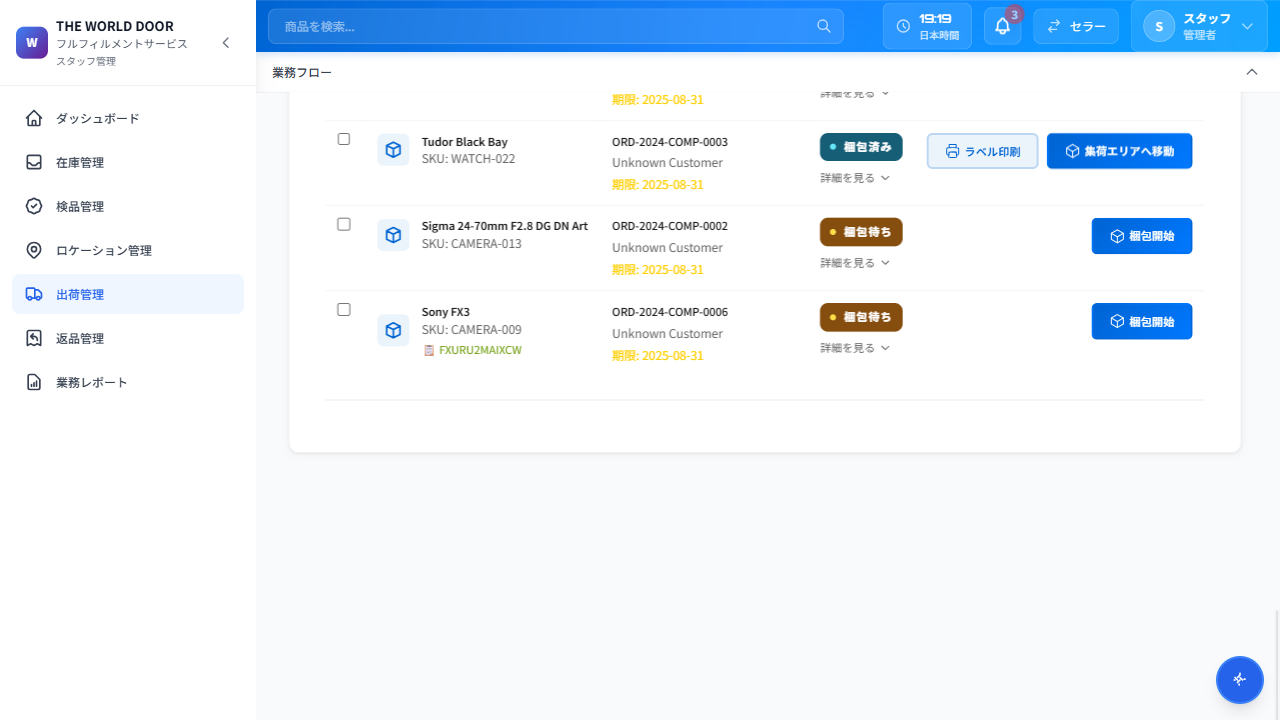 THE WORLD DOOR
フルフィルメントサービス
スタッフ管理
W
ダッシュボード
在庫管理
検品管理
ロケーション管理
出荷管理
返品管理
業務レポート
商品を検索...
19:19
日本時間
3
セラー
S
スタッフ
管理者
業務フロー
期限: 2025-08-31
詳細を見る
Tudor Black Bay
SKU: WATCH-022
ORD-2024-COMP-0003
Unknown Customer
期限: 2025-08-31
梱包済み
詳細を見る
ラベル印刷
集荷エリアへ移動
Sigma 24-70mm F2.8 DG DN Art
SKU: CAMERA-013
ORD-2024-COMP-0002
Unknown Customer
期限: 2025-08-31
梱包待ち
詳細を見る
梱包開始
Sony FX3
SKU: CAMERA-009
FXURU2MAIXCW
ORD-2024-COMP-0006
Unknown Customer
期限: 2025-08-31
梱包待ち
詳細を見る
梱包開始